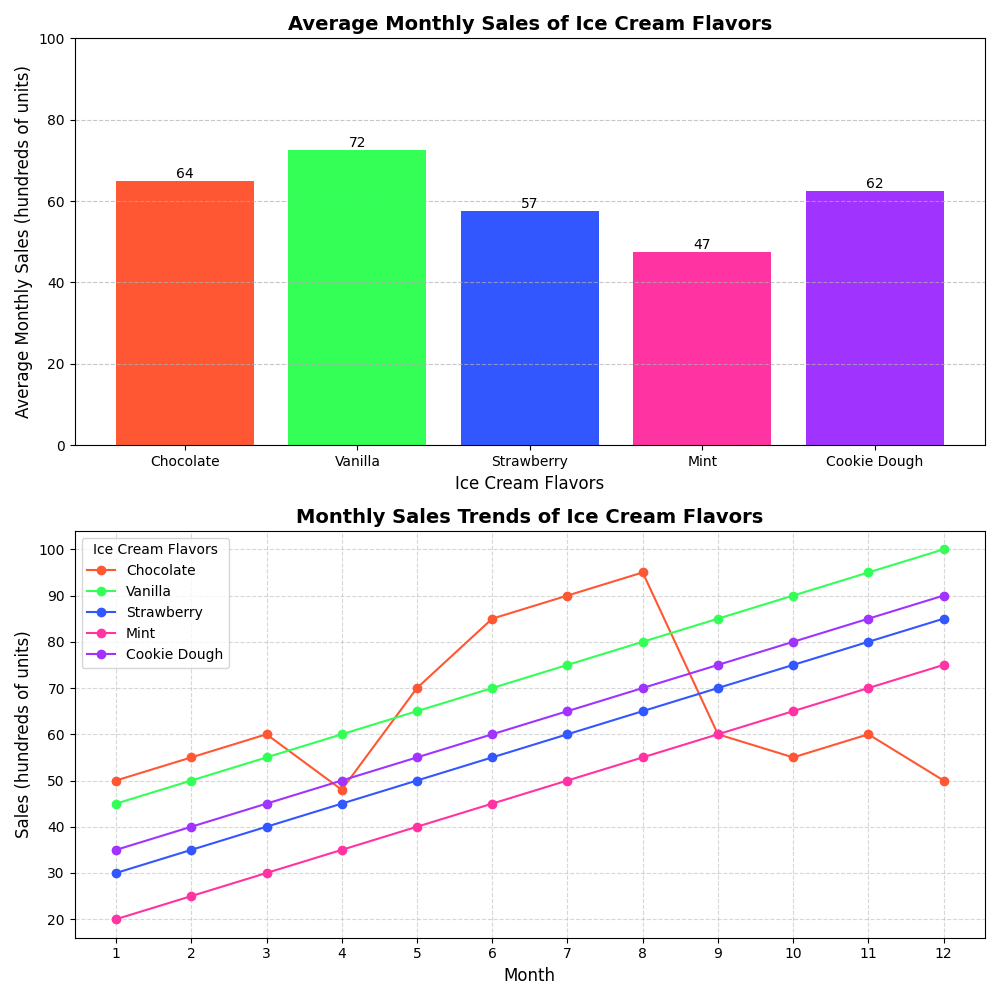 Average Monthly Sales of Ice Cream Flavors
Average Monthly Sales (hundreds of units)
100
80
60
40
20
0
64
72
57
47
62
Chocolate
Vanilla
Strawberry
Mint
Cookie Dough
Ice Cream Flavors
Monthly Sales Trends of Ice Cream Flavors
Sales (hundreds of units)
100
90
80
70
60
50
40
30
20
Ice Cream Flavors
Chocolate
Vanilla
Strawberry
Mint
Cookie Dough
1
2
3
4
5
6
7
8
9
10
11
12
Month